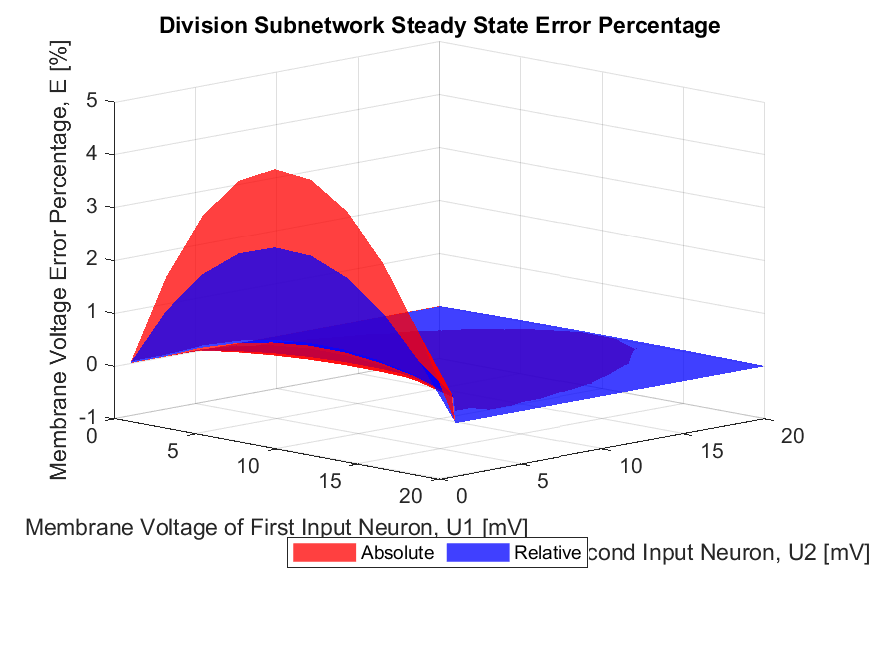 Division Subnetwork Steady State Error Percentage
Membrane Voltage Error Percentage, E [%]
5
4
3
2
1
0
-1
0
5
10
15
20
0
5
10
15
20
Membrane Voltage of First Input Neuron, U1 [mV]
cond Input Neuron, U2 [mV]
Absolute
Relative